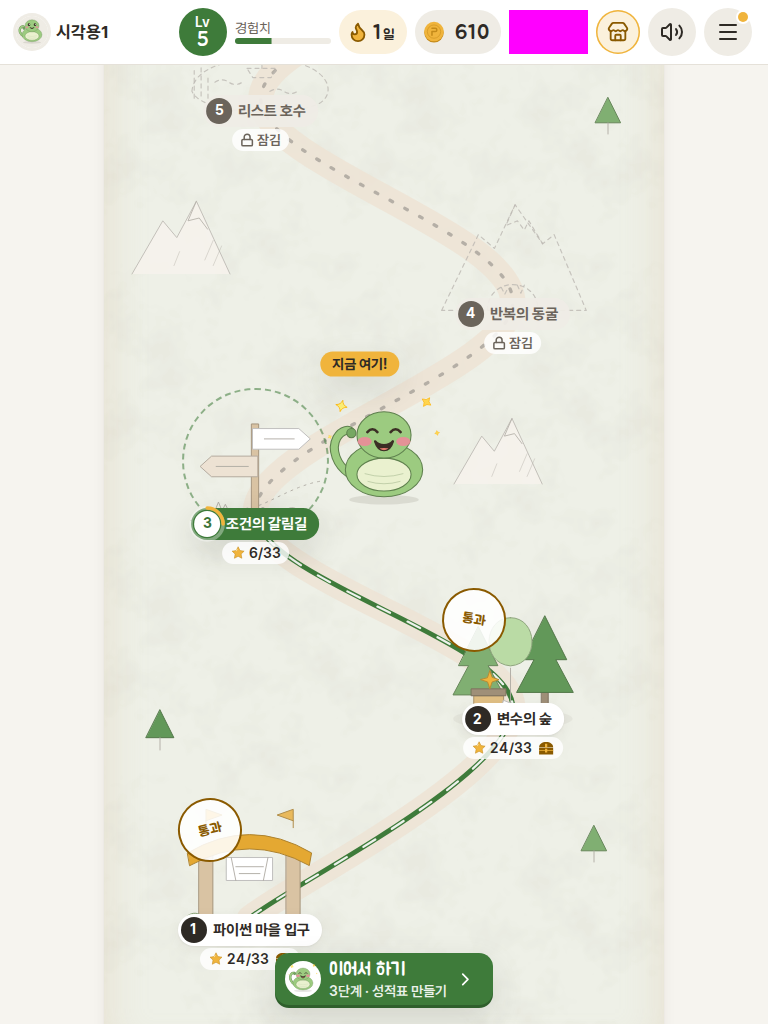 시각용1
Lv
5
경험치
1일
610
5 리스트 호수
잠김
4 반복의 동굴
잠김
지금 여기!
3 조건의 갈림길
6/33
통과
2 변수의 숲
24/33
통과
1 파이썬 마을 입구
24/33
이어서 하기
3단계 · 성적표 만들기